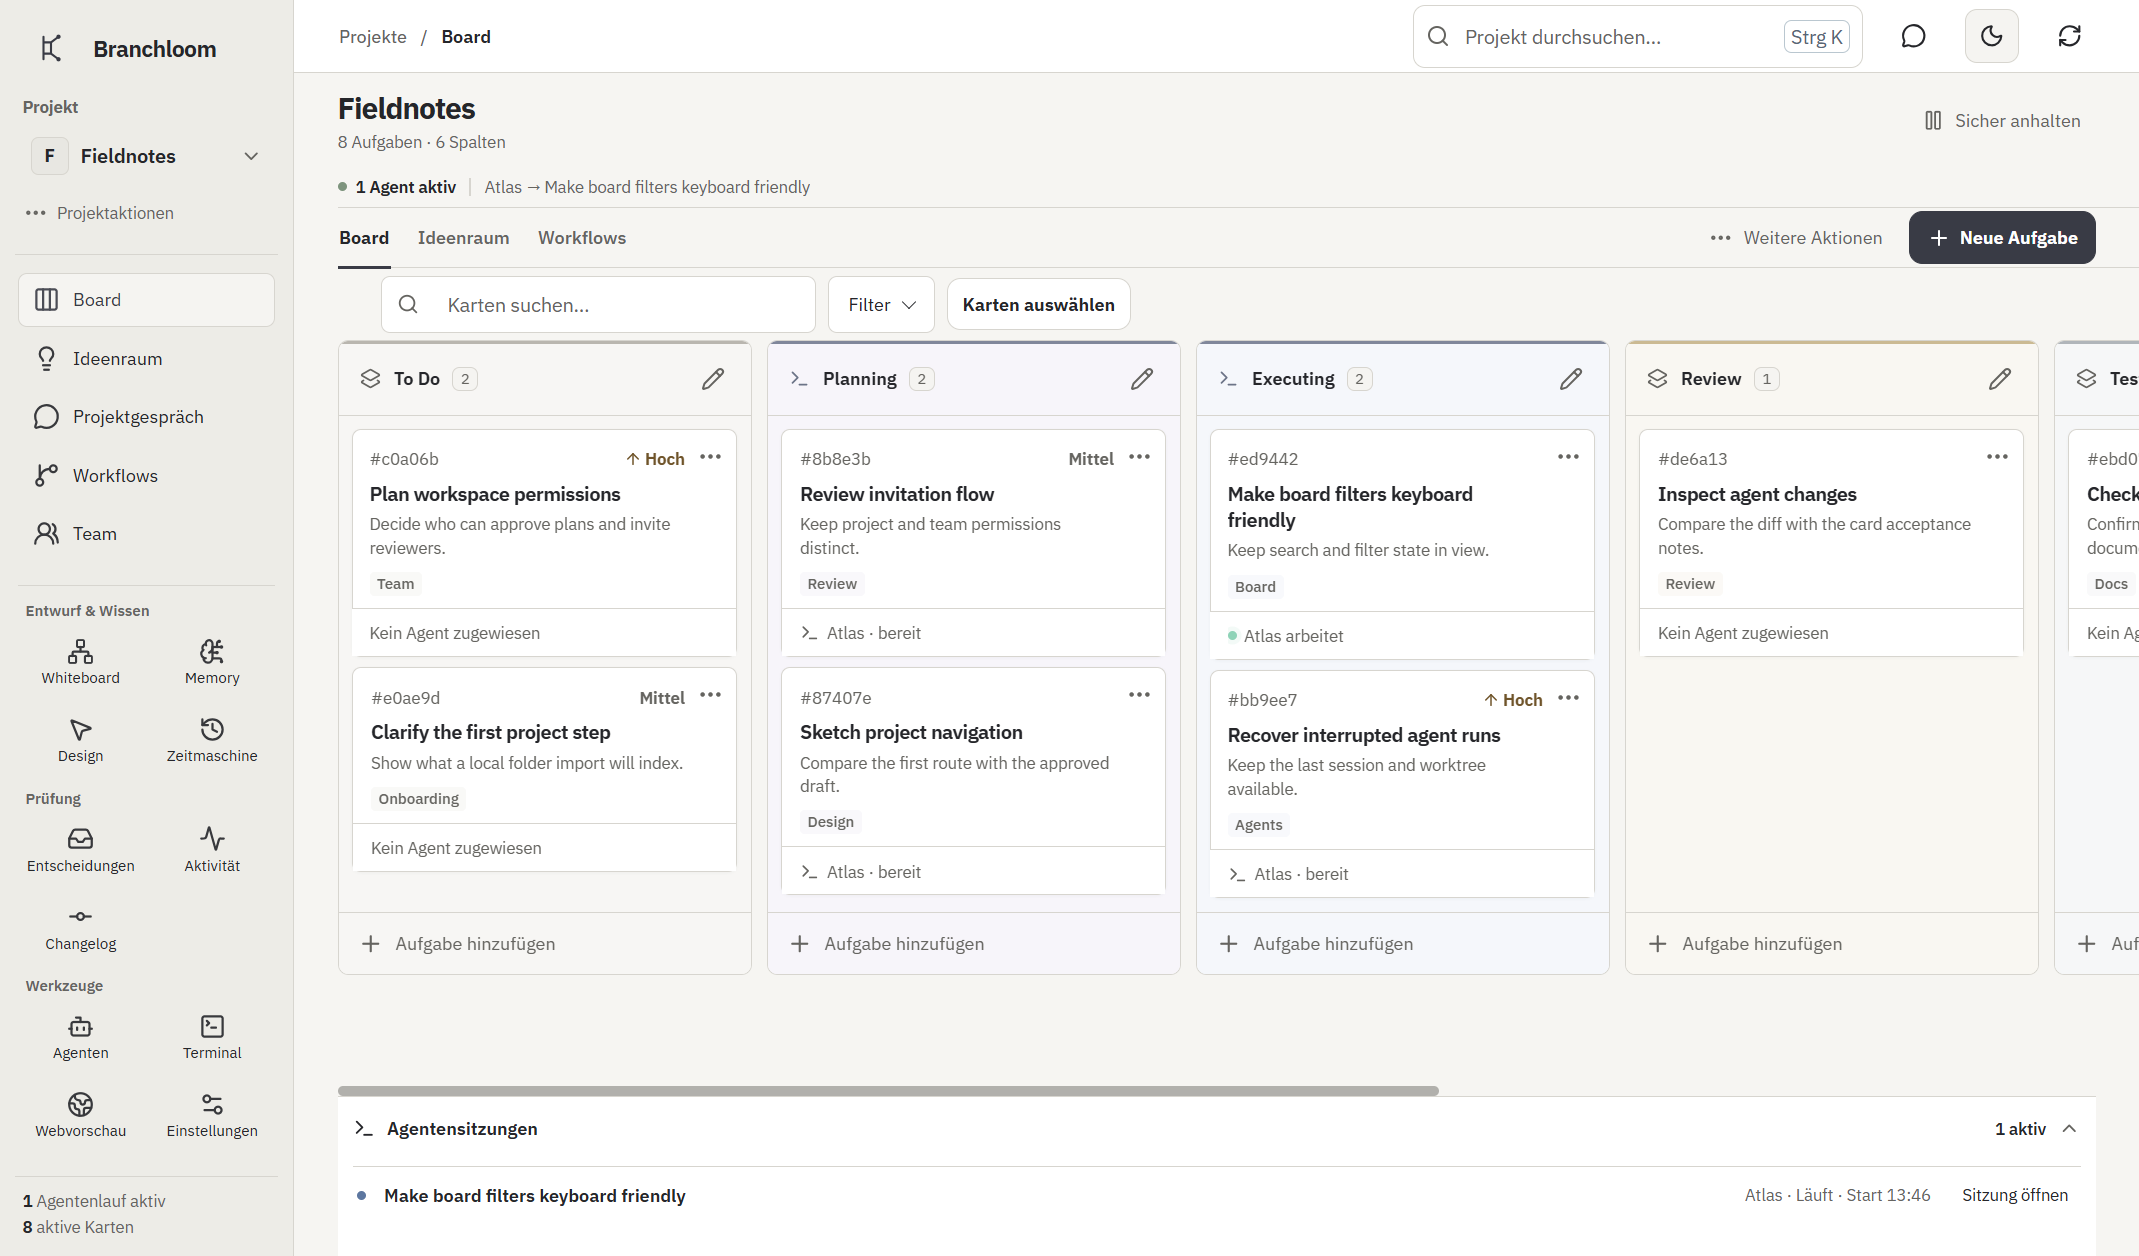 Branchloom
Projekt
F Fieldnotes
Projektaktionen
Board
Ideenraum
Projektgespräch
Workflows
Team
Entwurf & Wissen
Whiteboard Memory
Design Zeitmaschine
Prüfung
Entscheidungen Aktivität
Changelog
Werkzeuge
Agenten Terminal
Webvorschau Einstellungen
1 Agentenlauf aktiv
8 aktive Karten
Projekte / Board
Projekt durchsuchen... Strg K
Fieldnotes
8 Aufgaben · 6 Spalten
Sicher anhalten
1 Agent aktiv Atlas → Make board filters keyboard friendly
Board Ideenraum Workflows
Weitere Aktionen
Neue Aufgabe
Karten suchen...
Filter
Karten auswählen
To Do 2
#c0a06b ↑ Hoch
Plan workspace permissions
Decide who can approve plans and invite
reviewers.
Team
Kein Agent zugewiesen
#e0ae9d Mittel
Clarify the first project step
Show what a local folder import will index.
Onboarding
Kein Agent zugewiesen
Aufgabe hinzufügen
Planning 2
#8b8e3b Mittel
Review invitation flow
Keep project and team permissions
distinct.
Review
Atlas · bereit
#87407e
Sketch project navigation
Compare the first route with the approved
draft.
Design
Atlas · bereit
Aufgabe hinzufügen
Executing 2
#ed9442
Make board filters keyboard
friendly
Keep search and filter state in view.
Board
Atlas arbeitet
#bb9ee7 ↑ Hoch
Recover interrupted agent runs
Keep the last session and worktree
available.
Agents
Atlas · bereit
Aufgabe hinzufügen
Review 1
#de6a13
Inspect agent changes
Compare the diff with the card acceptance
notes.
Review
Kein Agent zugewiesen
Aufgabe hinzufügen
Check
Docs
Kein
Agentensitzungen
1 aktiv
Make board filters keyboard friendly
Atlas · Läuft · Start 13:46 Sitzung öffnen